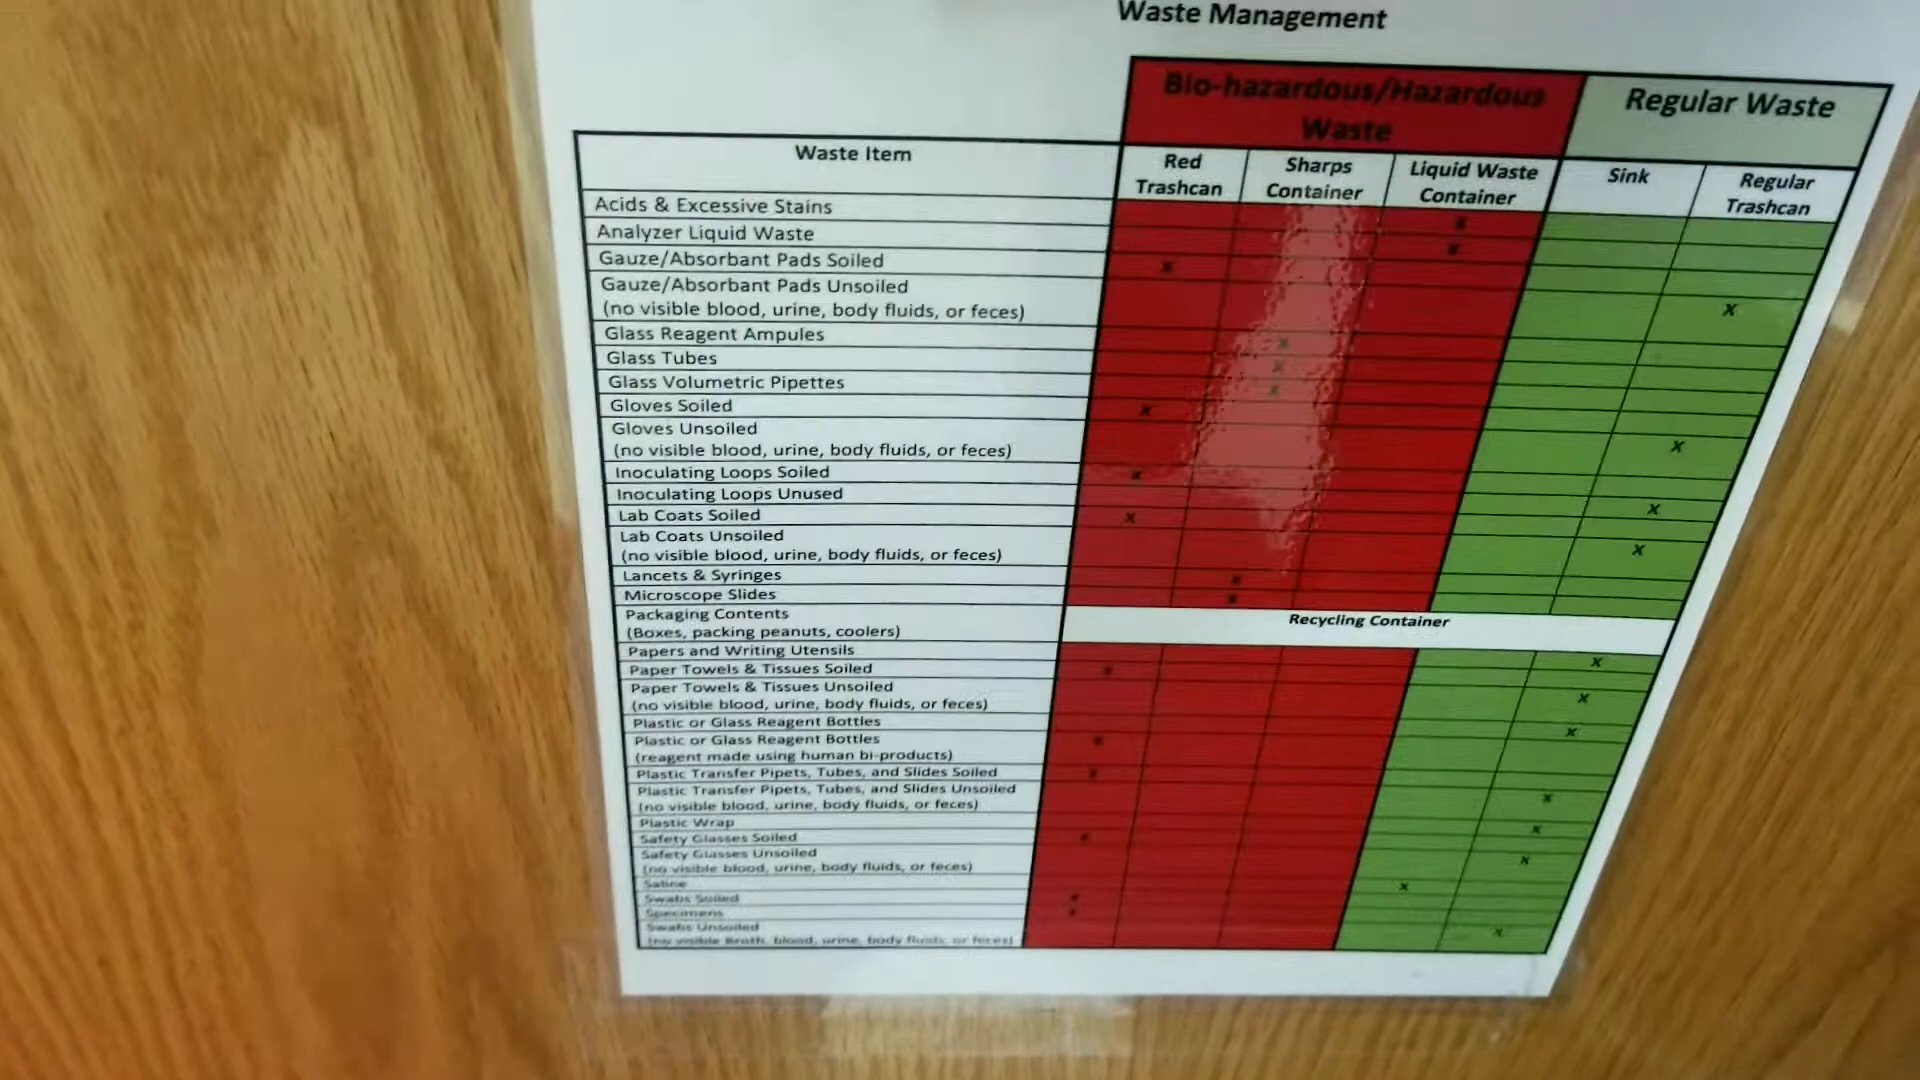 Waste Management
Bio-hazardous/Hazardous
Waste
Regular Waste
Waste Item
Red
Trashcan
Sharps
Container
Liquid Waste
Container
Sink
Regular
Trashcan
Acids & Excessive Stains x
Analyzer Liquid Waste x
Gauze/Absorbant Pads Soiled x
Gauze/Absorbant Pads Unsoiled
(no visible blood, urine, body fluids, or feces) x
Glass Reagent Ampules x
Glass Tubes x
Glass Volumetric Pipettes x
Gloves Soiled x
Gloves Unsoiled
(no visible blood, urine, body fluids, or feces) x
Inoculating Loops Soiled x
Inoculating Loops Unused x
Lab Coats Soiled x
Lab Coats Unsoiled
(no visible blood, urine, body fluids, or feces) x
Lancets & Syringes x
Microscope Slides x
Packaging Contents
(Boxes, packing peanuts, coolers)
Recycling Container
Papers and Writing Utensils x
Paper Towels & Tissues Soiled x
Paper Towels & Tissues Unsoiled
(no visible blood, urine, body fluids, or feces) x
Plastic or Glass Reagent Bottles x
Plastic or Glass Reagent Bottles
(reagent made using human bi-products) x
Plastic Transfer Pipets, Tubes, and Slides Soiled x
Plastic Transfer Pipets, Tubes, and Slides Unsoiled
(no visible blood, urine, body fluids, or feces) x
Plastic Wrap x
Safety Glasses Soiled x
Safety Glasses Unsoiled
(no visible blood, urine, body fluids, or feces) x
Saline x
Swabs Soiled x
Specimens x
Swabs Unsoiled
(no visible Broth, blood, urine, body fluids, or feces) x